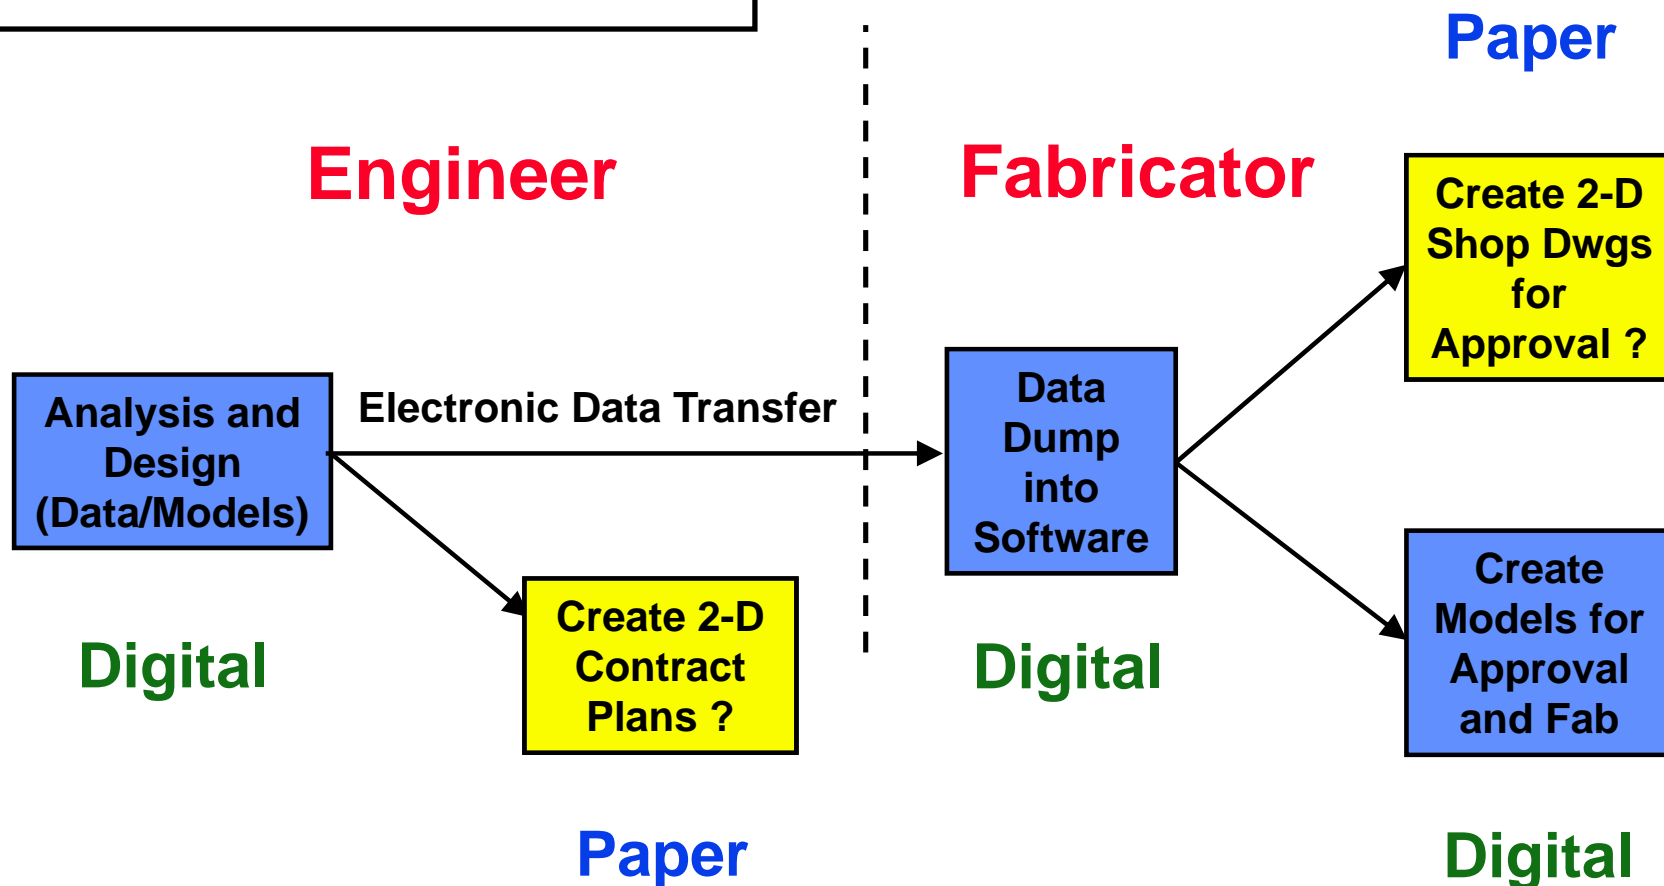 Paper
Engineer
Fabricator
Create 2-D
Shop Dwgs
for
Approval ?
Analysis and
Design
(Data/Models)
Electronic Data Transfer
Data
Dump
into
Software
Create 2-D
Contract
Plans ?
Create
Models for
Approval
and Fab
Digital
Digital
Paper
Digital